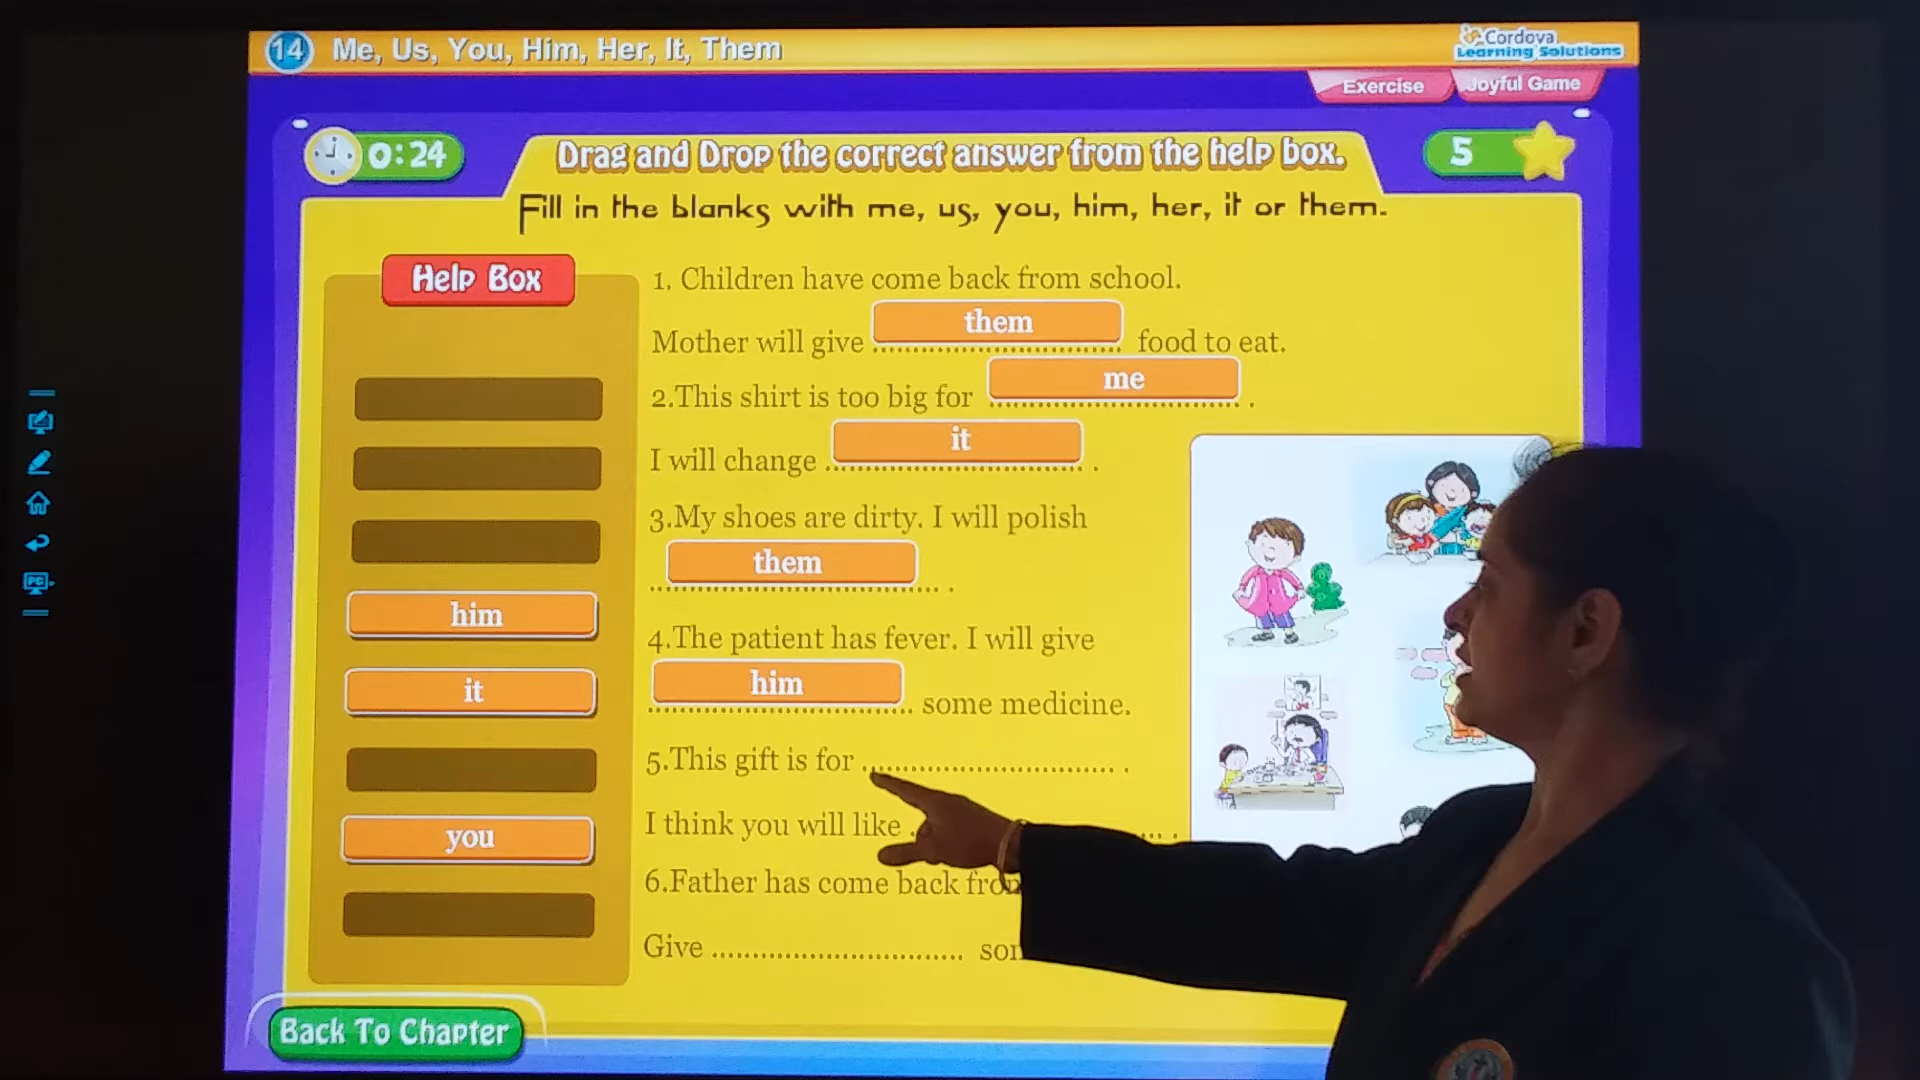 14 Me, Us, You, Him, Her, It, Them
Cordova
Learning Solutions
Exercise
Joyful Game
0:24
Drag and Drop the correct answer from the help box.
5
Fill in the blanks with me, us, you, him, her, it or them.
Help Box
him
it
you
1. Children have come back from school.
Mother will give them food to eat.
2.This shirt is too big for me .
I will change it .
3.My shoes are dirty. I will polish
them .
4.The patient has fever. I will give
him some medicine.
5.This gift is for .
I think you will like .
6.Father has come back from
Give
Back To Chapter
PC